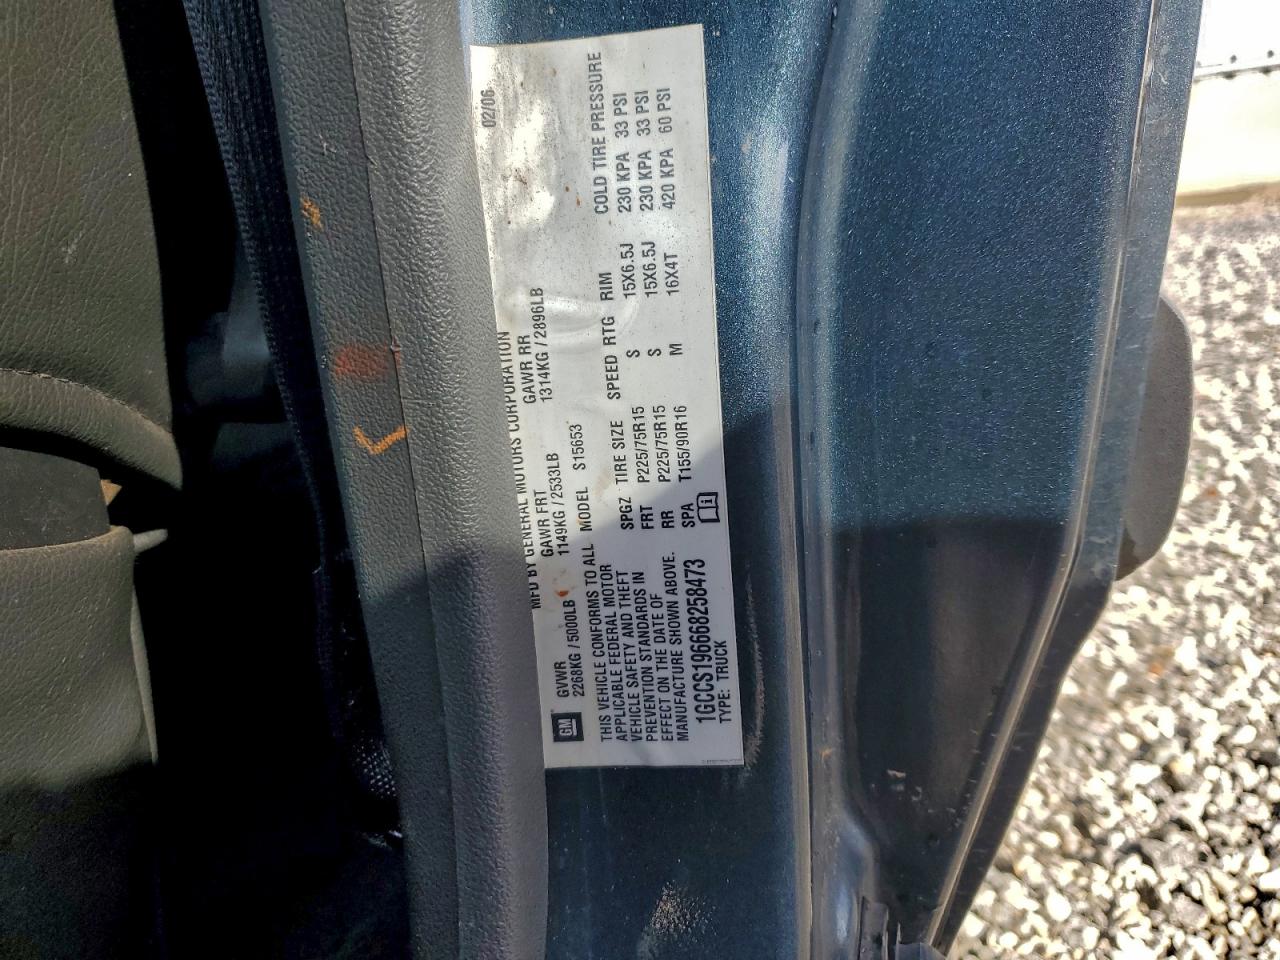 MFD BY GENERAL MOTORS CORPORATION
02/06
GM
GVWR GAWR FRT GAWR RR
2268KG / 5000LB 1149KG / 2533LB 1314KG / 2896LB
THIS VEHICLE CONFORMS TO ALL
APPLICABLE FEDERAL MOTOR
VEHICLE SAFETY AND THEFT
PREVENTION STANDARDS IN
EFFECT ON THE DATE OF
MANUFACTURE SHOWN ABOVE.
MODEL S15653
SPGZ TIRE SIZE SPEED RTG RIM COLD TIRE PRESSURE
FRT P225/75R15 S 15X6.5J 230 KPA 33 PSI
RR P225/75R15 S 15X6.5J 230 KPA 33 PSI
SPA T155/90R16 M 16X4T 420 KPA 60 PSI
1GCCS196668258473
TYPE: TRUCK